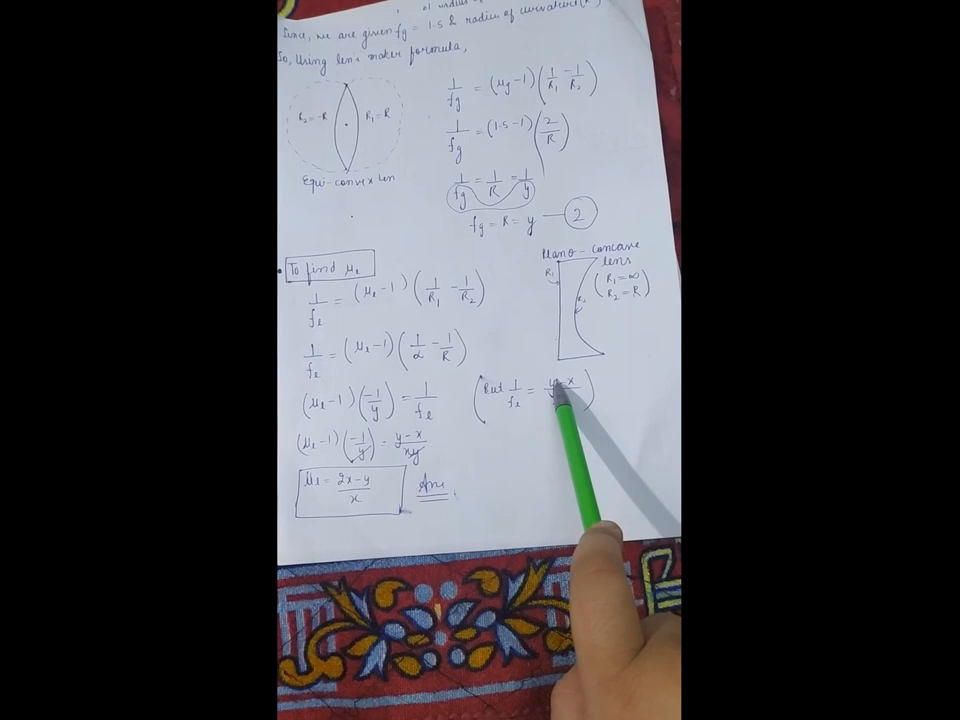 Since, we are given fg = 1.5 & radius of curvature(R)
So, Using len's maker formula,
1/fg = (μg-1) (1/R1 - 1/R2)
R2 = -R
R1 = R
1/fg = (1.5-1) (2/R)
Equi-convex len
1/fg = 1/R = 1/y
fg = R = y — 2
Plano-concave
lens
R1
(R1 = ∞
R2 = R)
R2
To find μl
1/fl = (μl-1) (1/R1 - 1/R2)
1/fl = (μl-1) (1/α - 1/R)
(μl-1) (-1/y) = 1/fl
(But 1/fl = y-x
(μl-1) (-1/y) = y-x/xy
μl = 2x-y/x
Ans